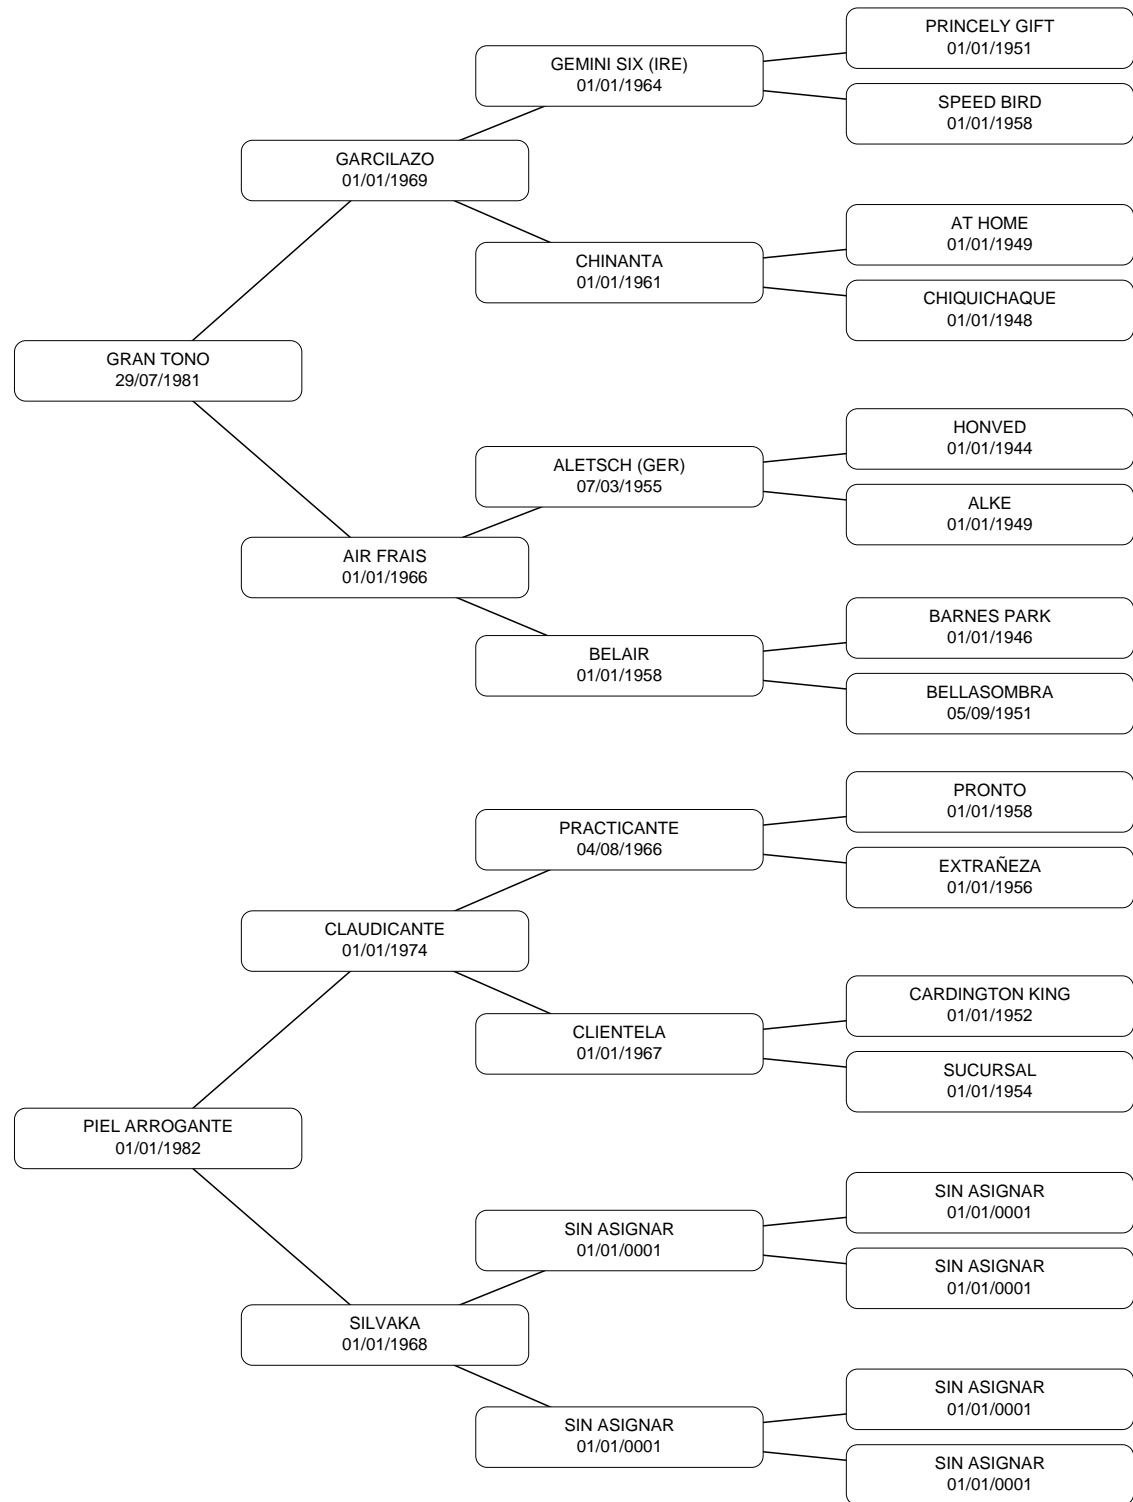 PRINCELY GIFT
01/01/1951
GEMINI SIX (IRE)
01/01/1964
SPEED BIRD
01/01/1958
GARCILAZO
01/01/1969
AT HOME
01/01/1949
CHINANTA
01/01/1961
CHIQUICHAQUE
01/01/1948
GRAN TONO
29/07/1981
HONVED
01/01/1944
ALETSCH (GER)
07/03/1955
ALKE
01/01/1949
AIR FRAIS
01/01/1966
BARNES PARK
01/01/1946
BELAIR
01/01/1958
BELLASOMBRA
05/09/1951
PRONTO
01/01/1958
PRACTICANTE
04/08/1966
EXTRAÑEZA
01/01/1956
CLAUDICANTE
01/01/1974
CARDINGTON KING
01/01/1952
CLIENTELA
01/01/1967
SUCURSAL
01/01/1954
PIEL ARROGANTE
01/01/1982
SIN ASIGNAR
01/01/0001
SIN ASIGNAR
01/01/0001
SIN ASIGNAR
01/01/0001
SILVAKA
01/01/1968
SIN ASIGNAR
01/01/0001
SIN ASIGNAR
01/01/0001
SIN ASIGNAR
01/01/0001